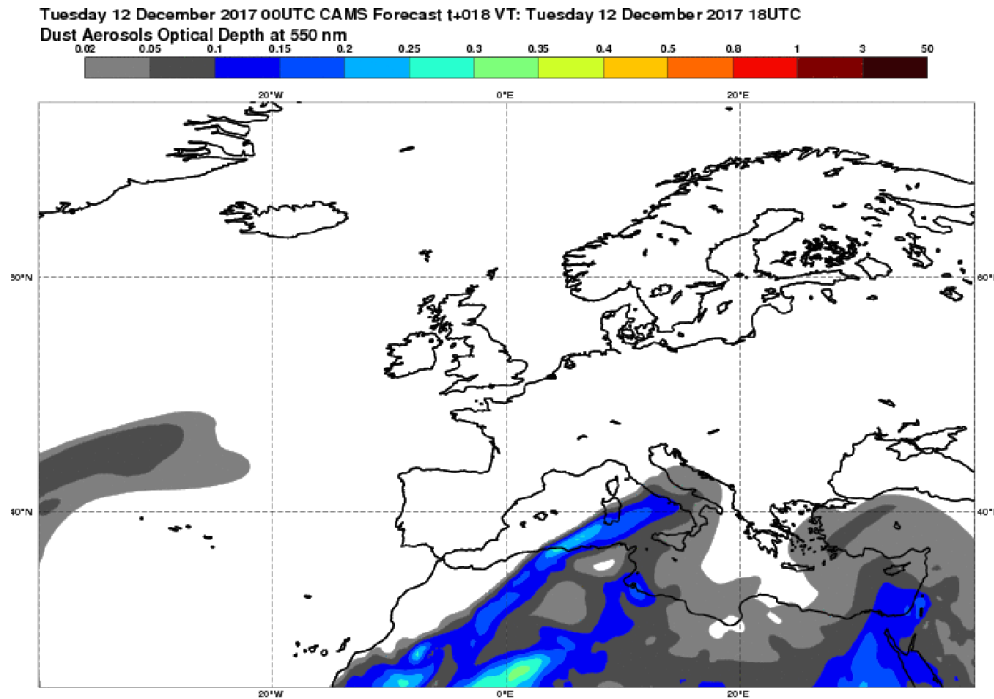 Tuesday 12 December 2017 00UTC CAMS Forecast t+018 VT: Tuesday 12 December 2017 18UTC
Dust Aerosols Optical Depth at 550 nm
0.02 0.05 0.1 0.15 0.2 0.25 0.3 0.35 0.4 0.5 0.8 1 3 50
20°W 0°E 20°E
60°N 60°N
40°N 40°N
20°W 0°E 20°E